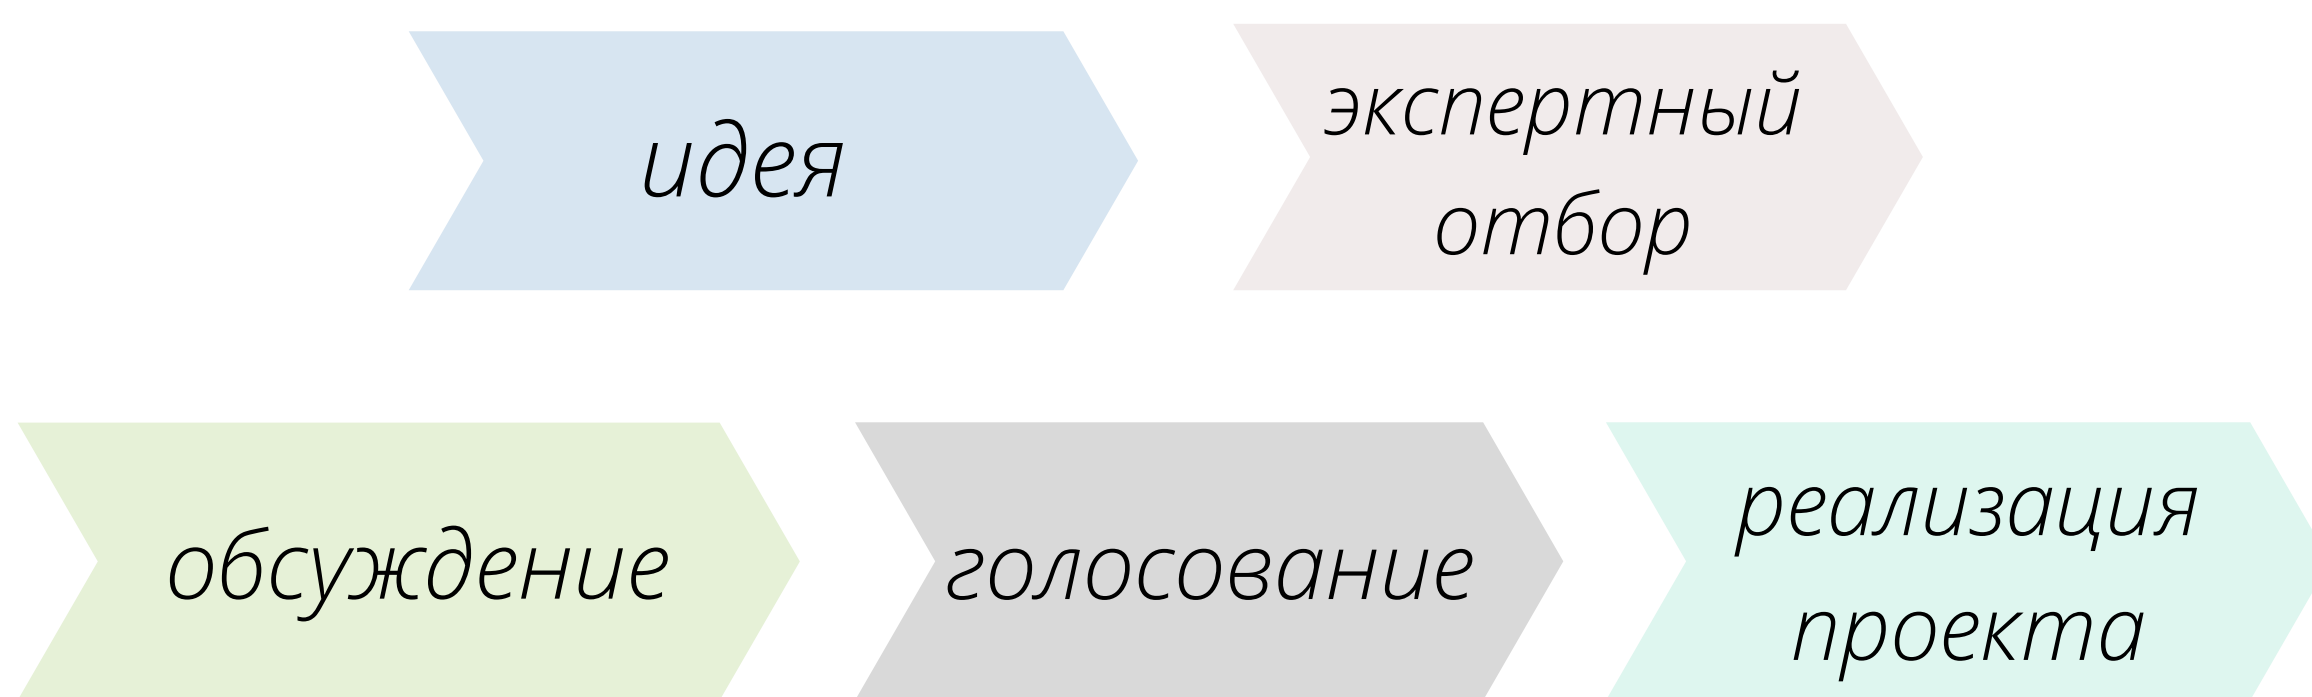 идея
экспертный
отбор
обсуждение
голосование
реализация
проекта